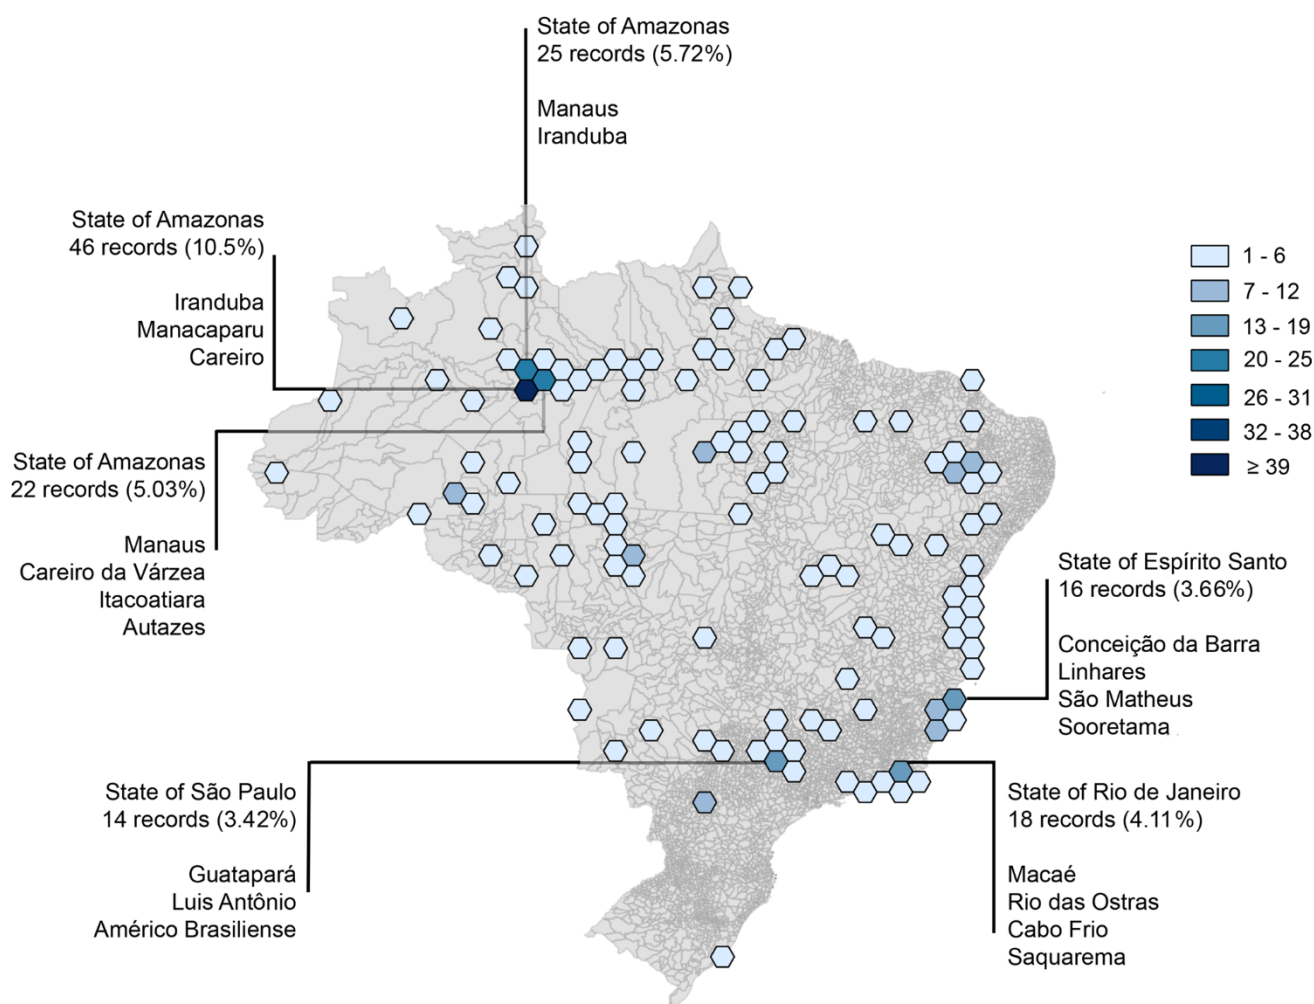 State of Amazonas
25 records (5.72%)
Manaus
Iranduba
State of Amazonas
46 records (10.5%)
Iranduba
Manacaparu
Careiro
1 - 6
7 - 12
13 - 19
20 - 25
26 - 31
32 - 38
≥ 39
State of Amazonas
22 records (5.03%)
Manaus
Careiro da Várzea
Itacoatiara
Autazes
State of Espírito Santo
16 records (3.66%)
Conceição da Barra
Linhares
São Matheus
Sooretama
State of São Paulo
14 records (3.42%)
Guatapará
Luis Antônio
Américo Brasiliense
State of Rio de Janeiro
18 records (4.11%)
Macaé
Rio das Ostras
Cabo Frio
Saquarema